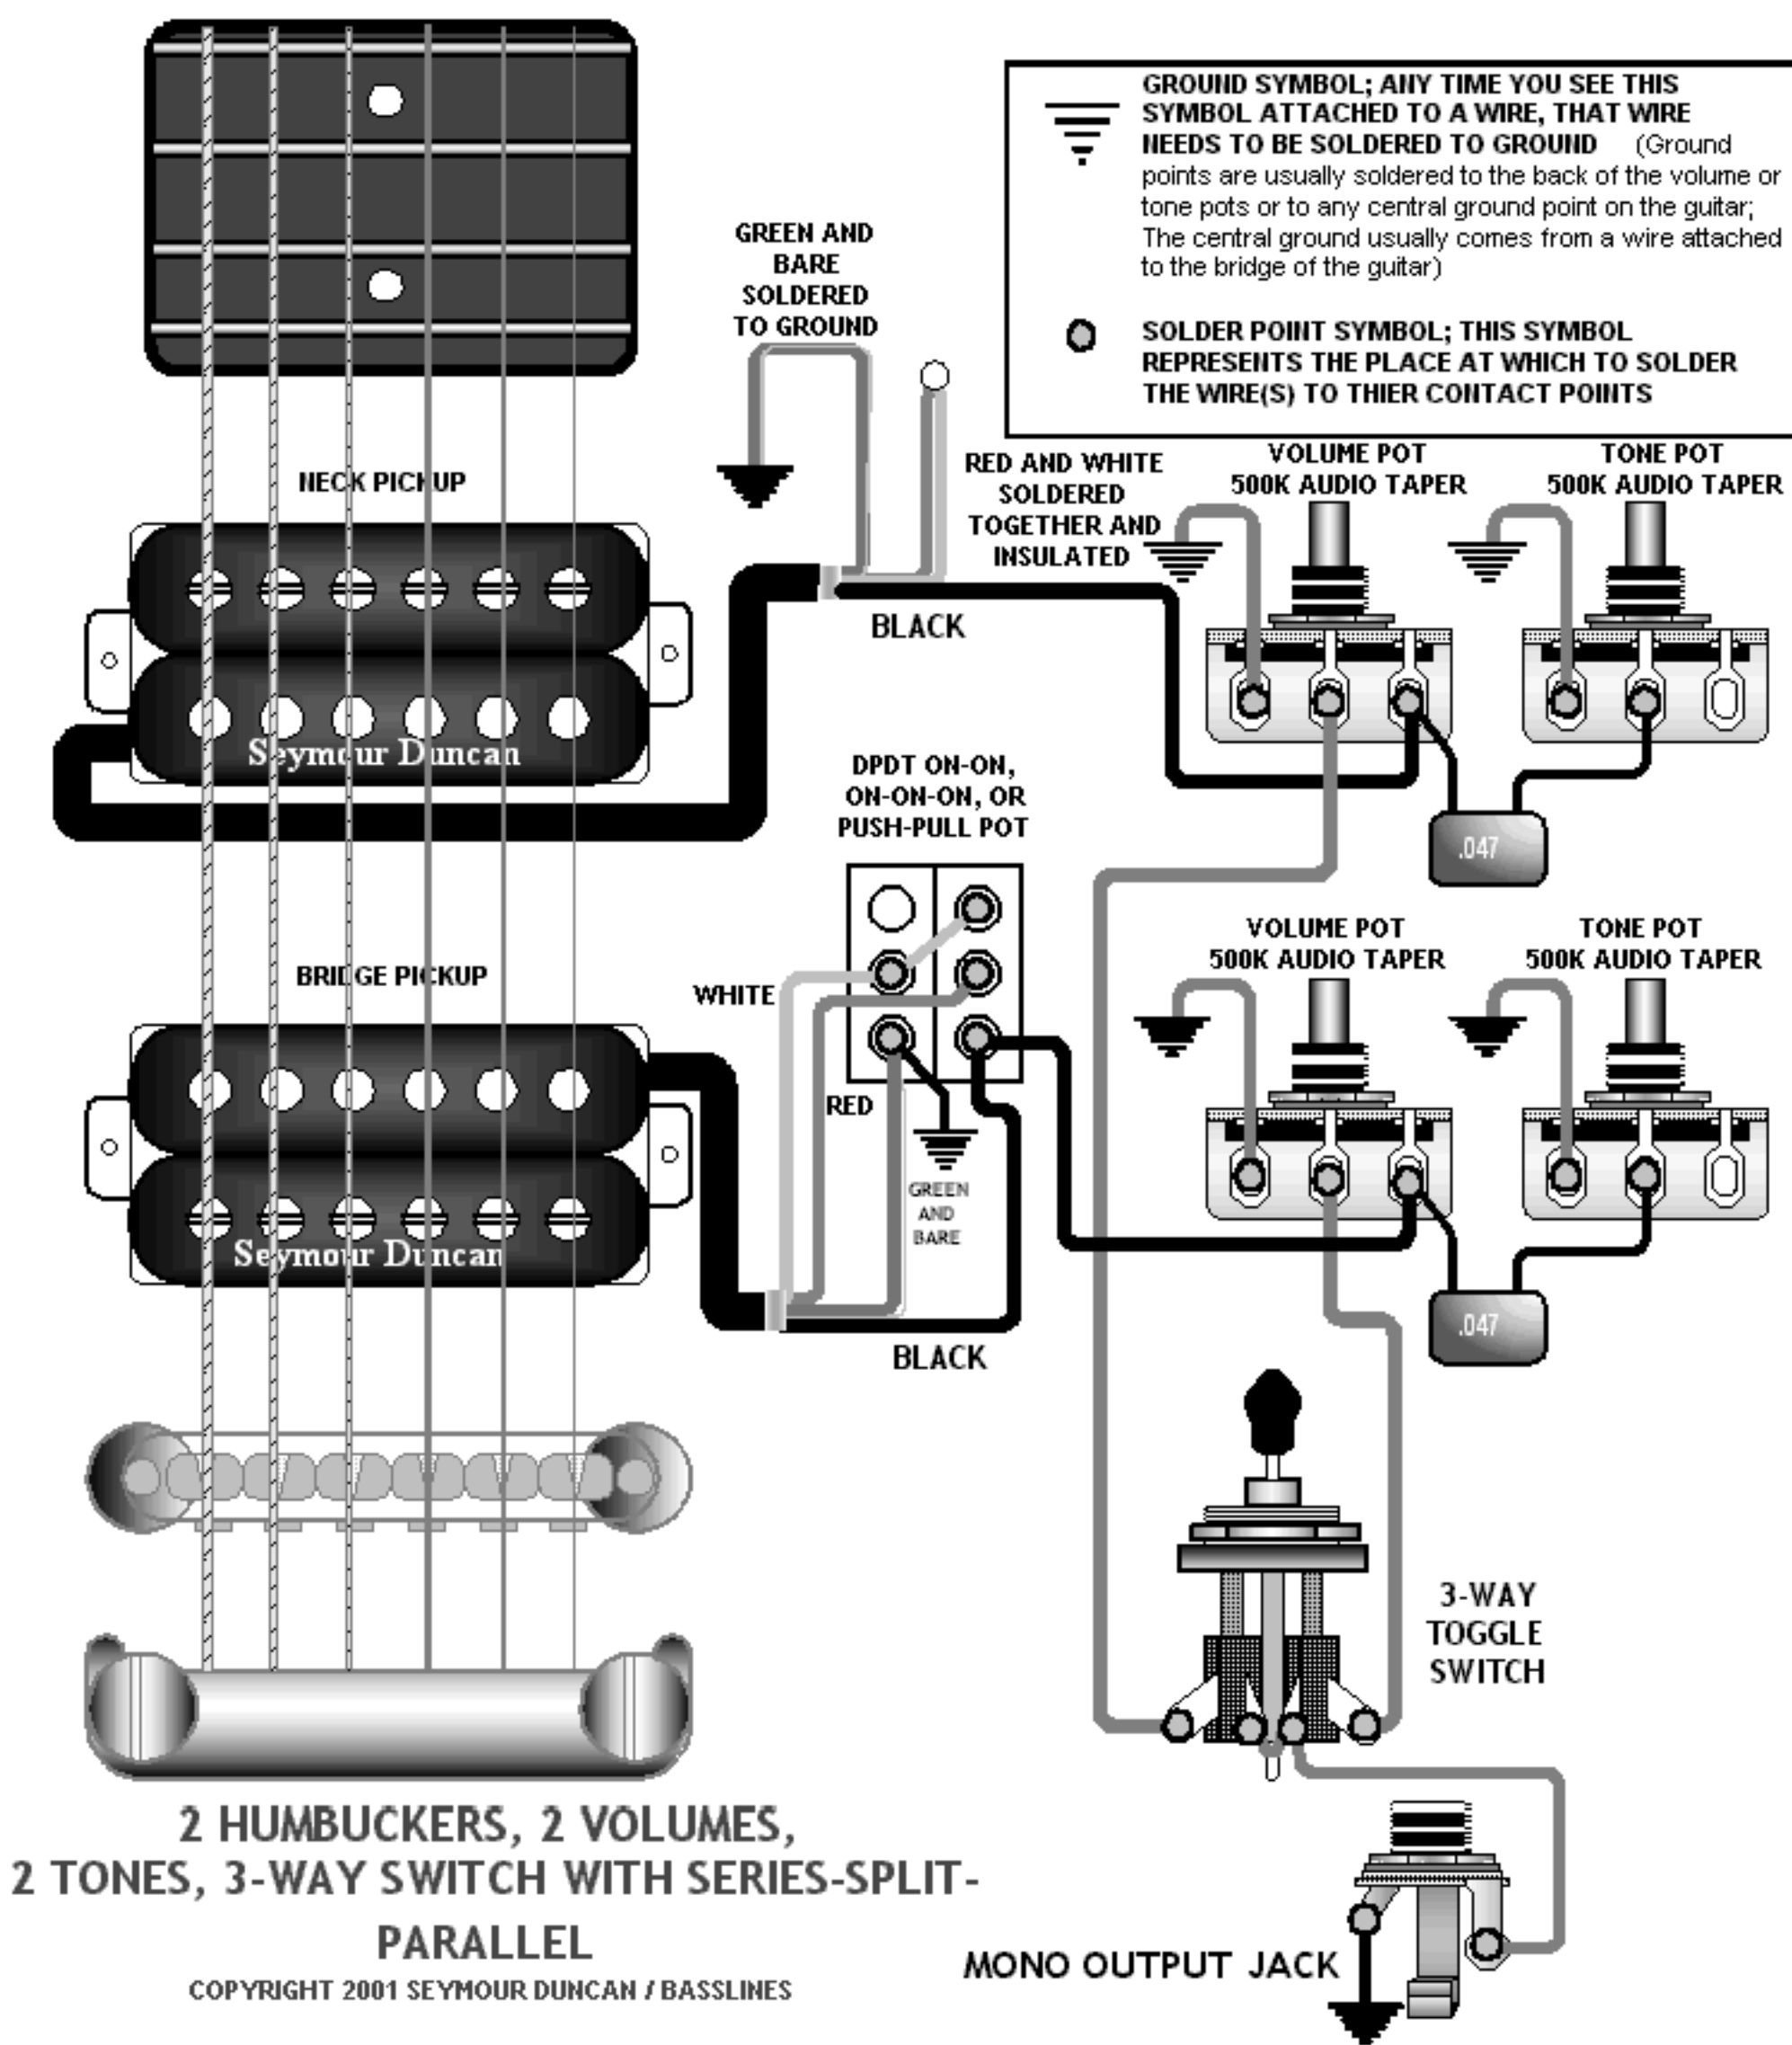 GROUND SYMBOL; ANY TIME YOU SEE THIS
SYMBOL ATTACHED TO A WIRE, THAT WIRE
NEEDS TO BE SOLDERED TO GROUND (Ground
points are usually soldered to the back of the volume or
tone pots or to any central ground point on the guitar;
The central ground usually comes from a wire attached
to the bridge of the guitar)
SOLDER POINT SYMBOL; THIS SYMBOL
REPRESENTS THE PLACE AT WHICH TO SOLDER
THE WIRE(S) TO THIER CONTACT POINTS
GREEN AND
BARE
SOLDERED
TO GROUND
NECK PICKUP
RED AND WHITE
SOLDERED
TOGETHER AND
INSULATED
VOLUME POT
500K AUDIO TAPER
TONE POT
500K AUDIO TAPER
BLACK
Seymour Duncan
DPDT ON-ON,
ON-ON-ON, OR
PUSH-PULL POT
.047
VOLUME POT
500K AUDIO TAPER
TONE POT
500K AUDIO TAPER
BRIDGE PICKUP
WHITE
RED
GREEN
AND
BARE
Seymour Duncan
.047
BLACK
3-WAY
TOGGLE
SWITCH
2 HUMBUCKERS, 2 VOLUMES,
2 TONES, 3-WAY SWITCH WITH SERIES-SPLIT-
PARALLEL
COPYRIGHT 2001 SEYMOUR DUNCAN / BASSLINES
MONO OUTPUT JACK